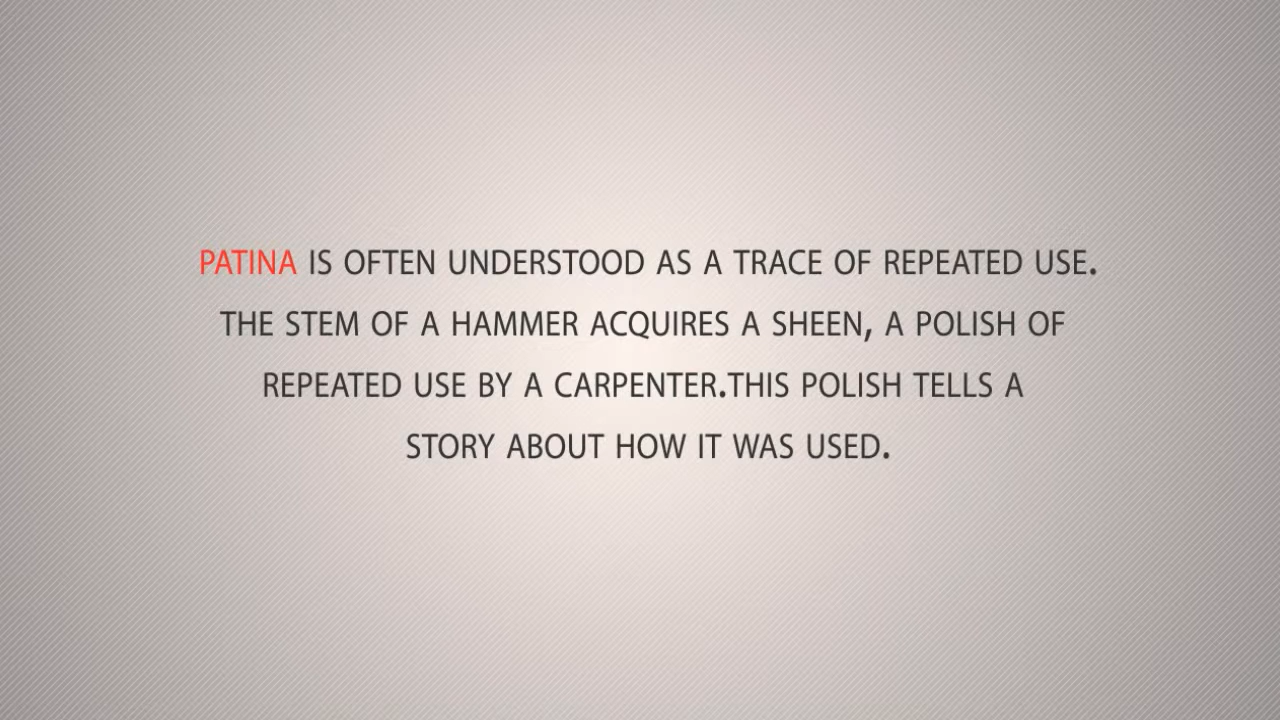 PATINA IS OFTEN UNDERSTOOD AS A TRACE OF REPEATED USE.
THE STEM OF A HAMMER ACQUIRES A SHEEN, A POLISH OF
REPEATED USE BY A CARPENTER.THIS POLISH TELLS A
STORY ABOUT HOW IT WAS USED.